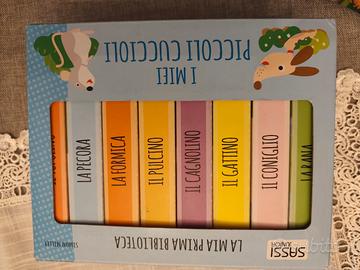 I MIEI
PICCOLI CUCCIOLI
LA RANA
IL CONIGLIO
IL GATTINO
IL CAGNOLINO
IL PULCINO
LA FORMICA
LA PECORA
LA MIA PRIMA BIBLIOTECA
SASSI
JUNIOR